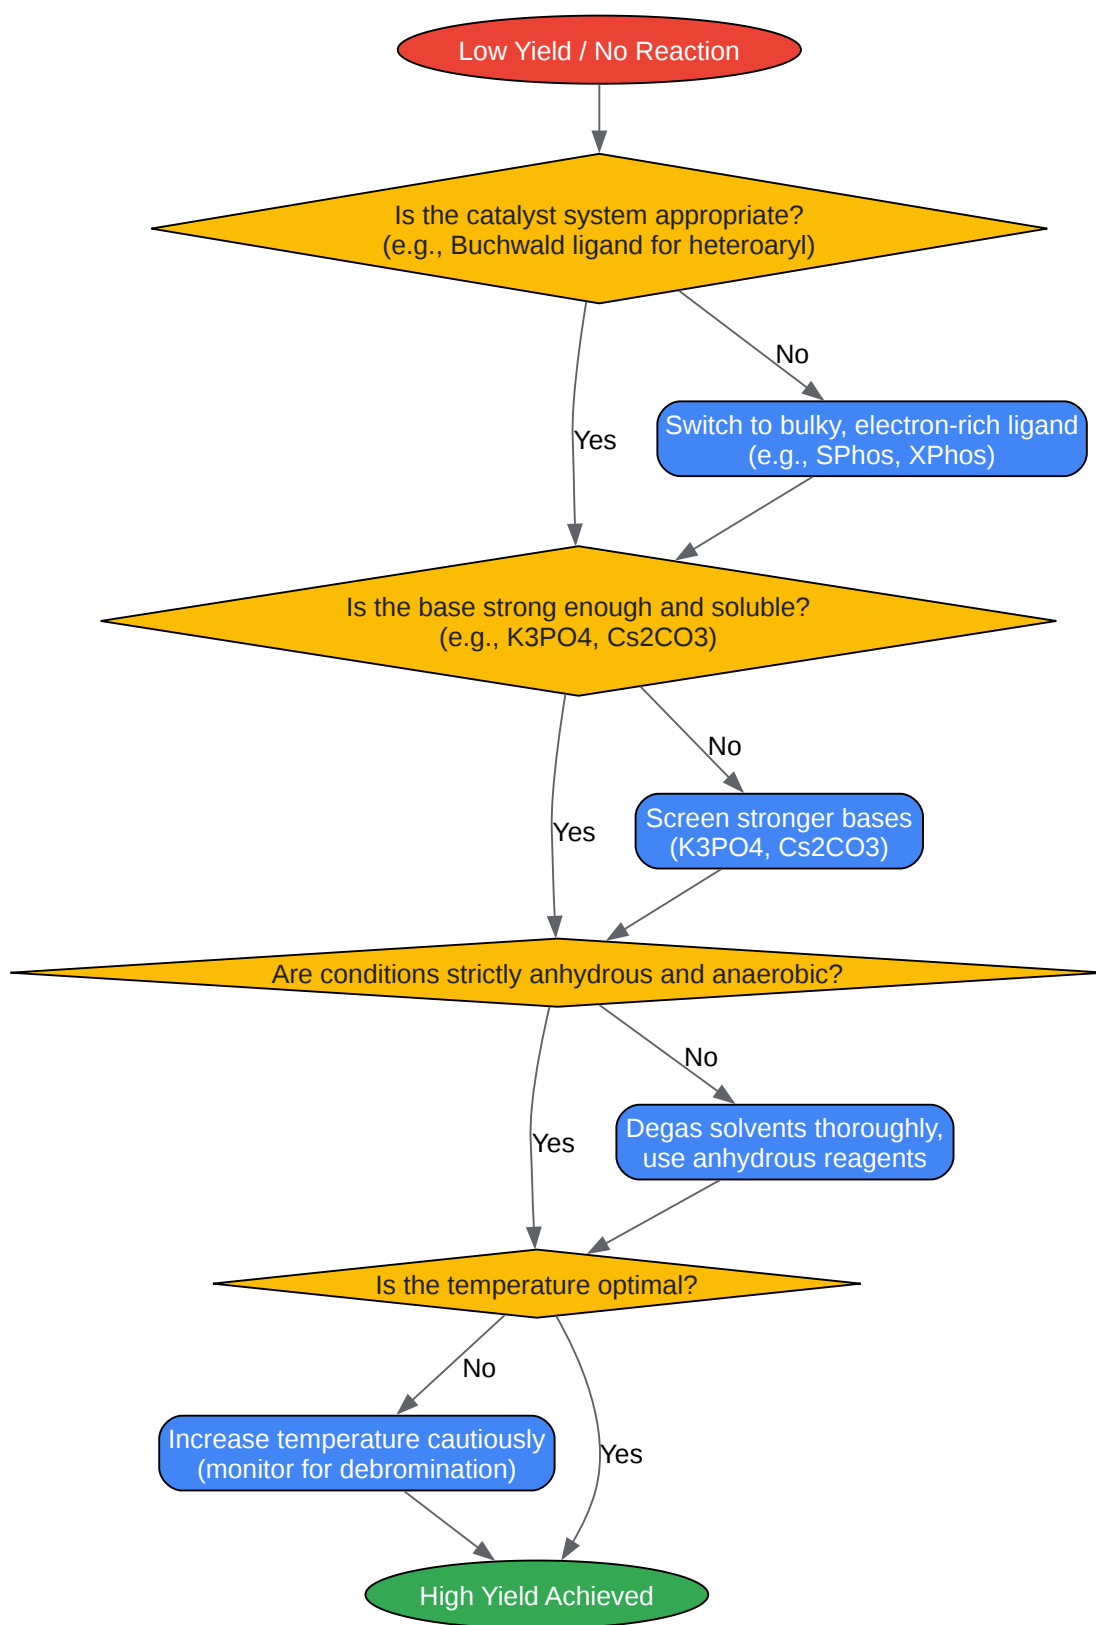 Low Yield / No Reaction
Is the catalyst system appropriate?
(e.g., Buchwald ligand for heteroaryl)
No
Switch to bulky, electron-rich ligand
(e.g., SPhos, XPhos)
Yes
Is the base strong enough and soluble?
(e.g., K3PO4, Cs2CO3)
No
Screen stronger bases
(K3PO4, Cs2CO3)
Yes
Are conditions strictly anhydrous and anaerobic?
No
Degas solvents thoroughly,
use anhydrous reagents
Yes
Is the temperature optimal?
No
Increase temperature cautiously
(monitor for debromination)
Yes
High Yield Achieved